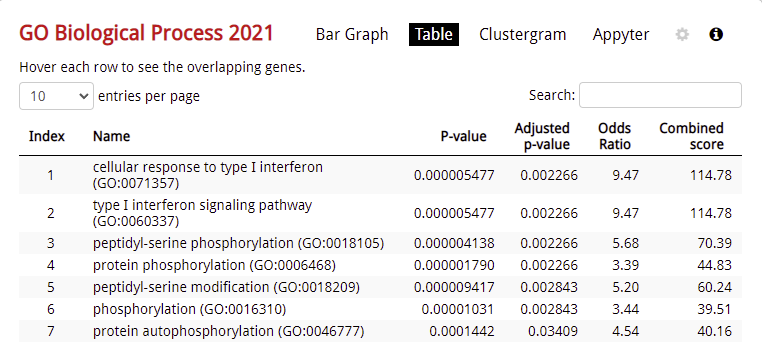 GO Biological Process 2021 Bar Graph Table Clustergram Appyter
Hover each row to see the overlapping genes.
10 entries per page Search:
Index Name P-value Adjusted p-value Odds Ratio Combined score
1 cellular response to type I interferon (GO:0071357) 0.000005477 0.002266 9.47 114.78
2 type I interferon signaling pathway (GO:0060337) 0.000005477 0.002266 9.47 114.78
3 peptidyl-serine phosphorylation (GO:0018105) 0.000004138 0.002266 5.68 70.39
4 protein phosphorylation (GO:0006468) 0.000001790 0.002266 3.39 44.83
5 peptidyl-serine modification (GO:0018209) 0.000009417 0.002843 5.20 60.24
6 phosphorylation (GO:0016310) 0.00001031 0.002843 3.44 39.51
7 protein autophosphorylation (GO:0046777) 0.0001442 0.03409 4.54 40.16